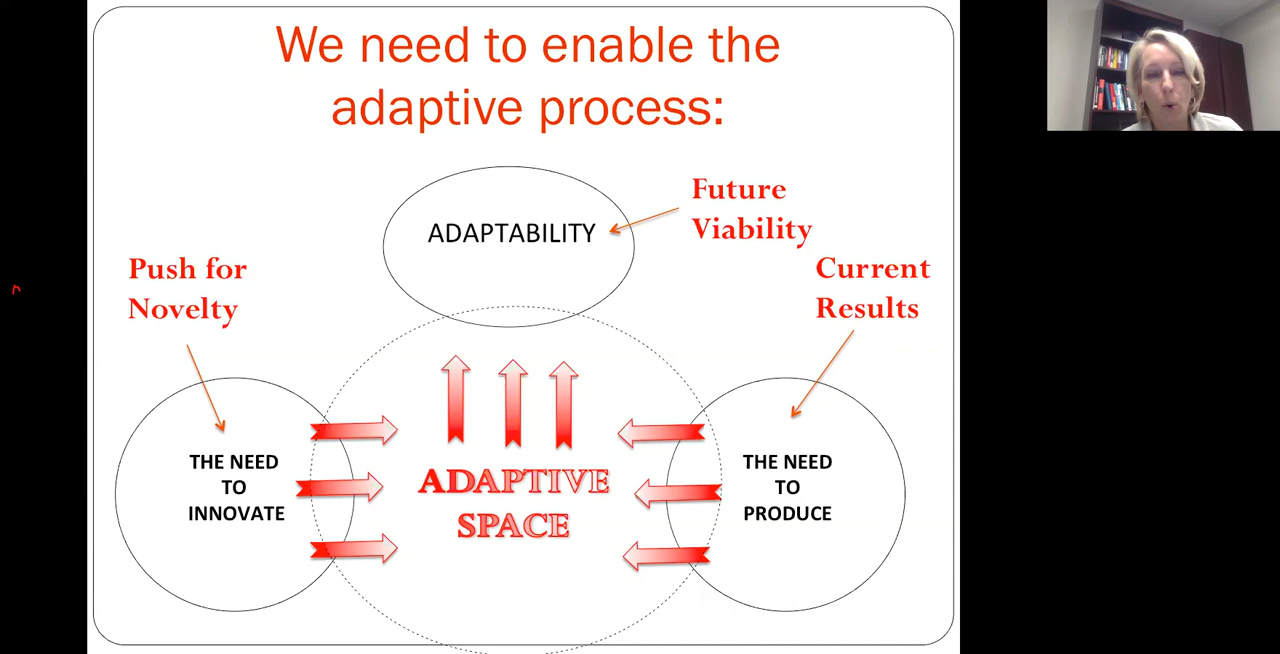 We need to enable the
adaptive process:
ADAPTABILITY
Future
Viability
Push for
Novelty
Current
Results
THE NEED
TO
INNOVATE
ADAPTIVE
SPACE
THE NEED
TO
PRODUCE